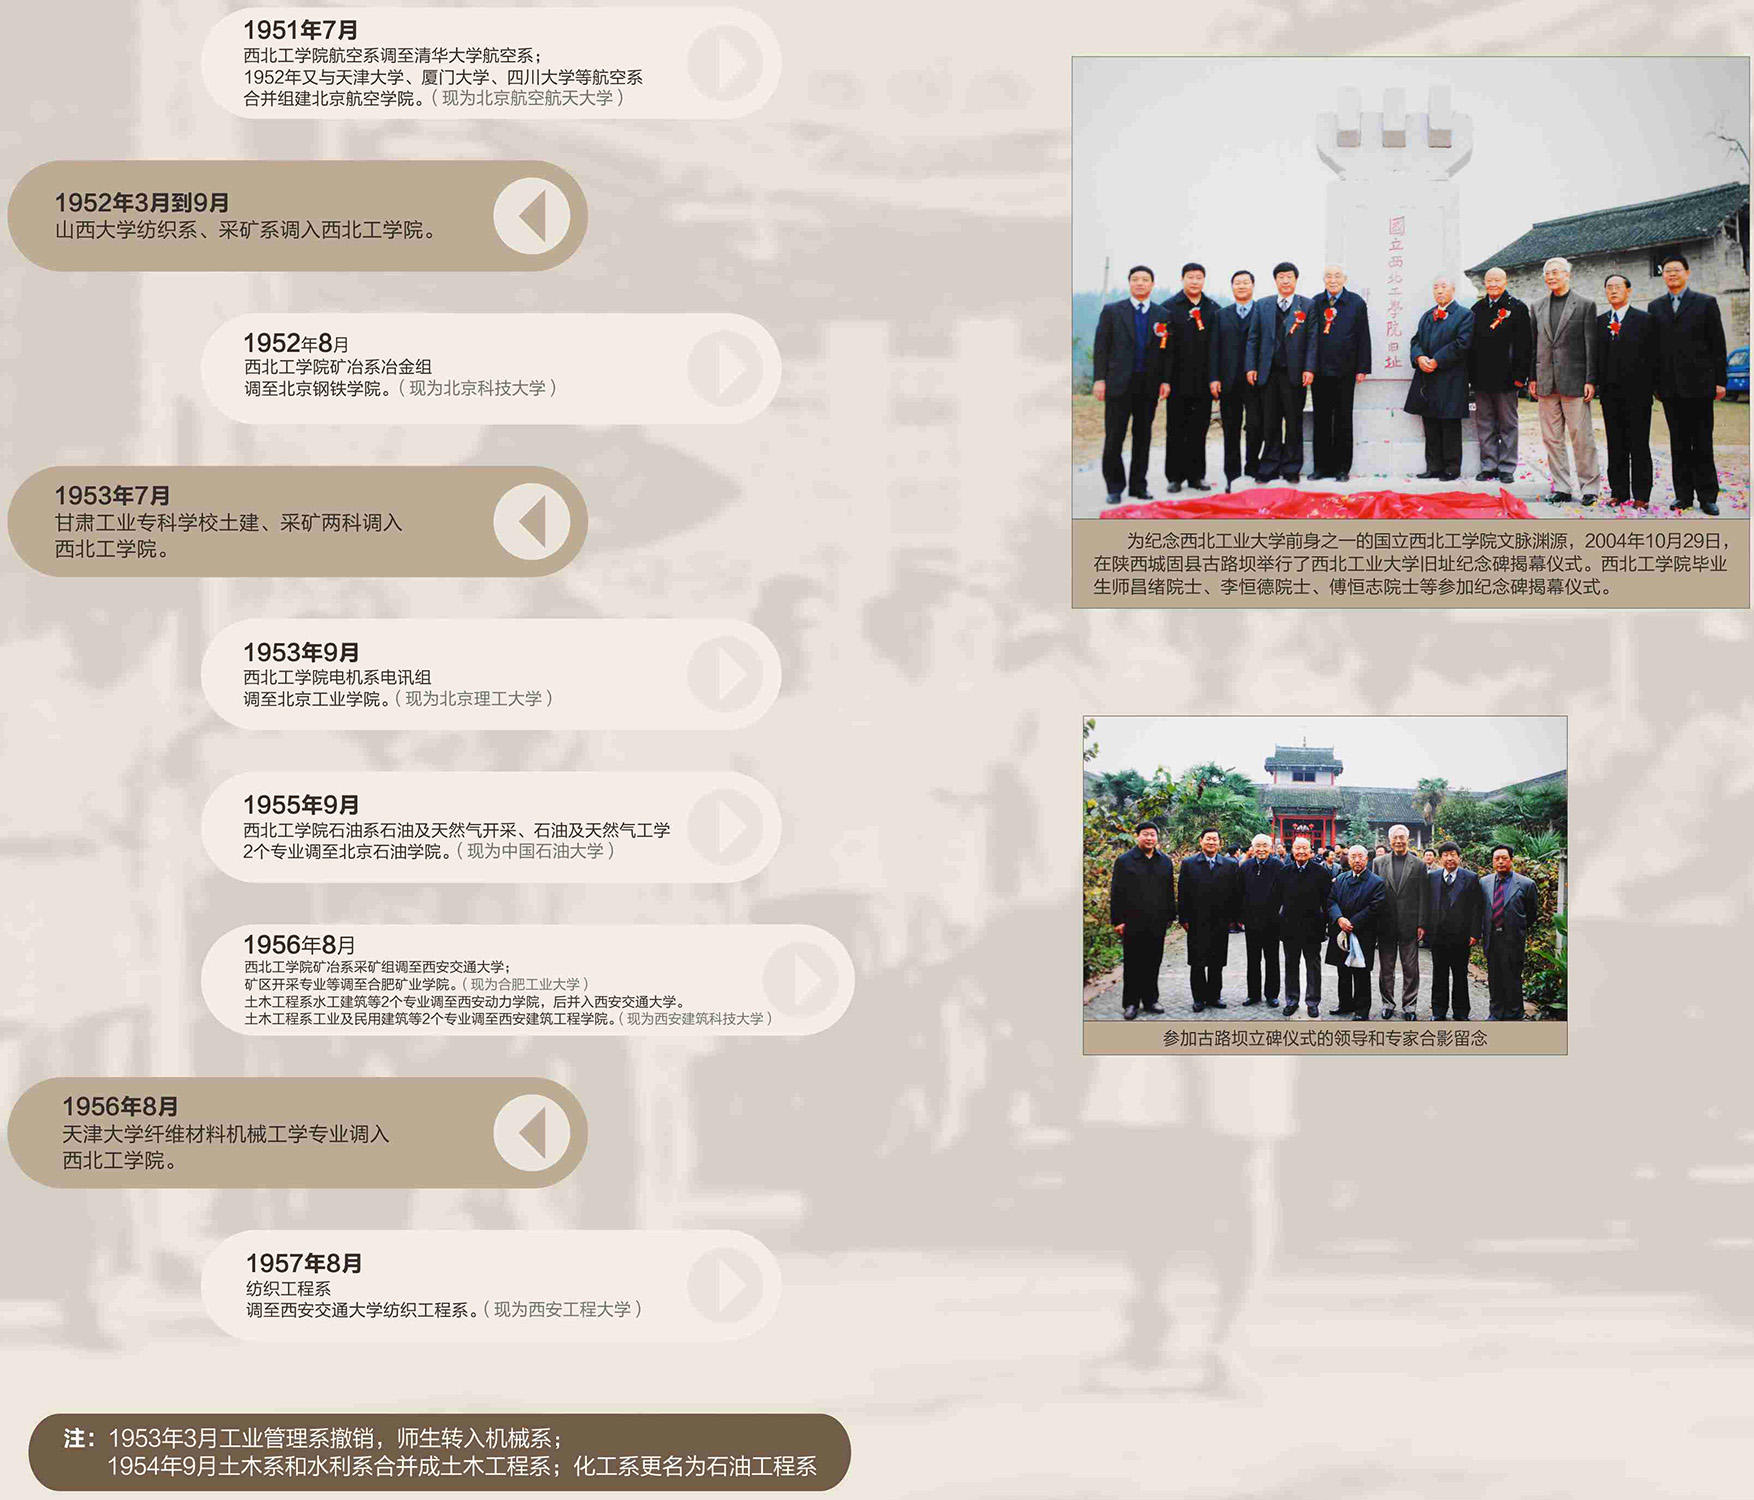 1951年7月
西北工学院航空系调至清华大学航空系；
1952年又与天津大学、厦门大学、四川大学等航空系
合并组建北京航空学院。（现为北京航空航天大学）
1952年3月到9月
山西大学纺织系、采矿系调入西北工学院。
1952年8月
西北工学院矿冶系冶金组
调至北京钢铁学院。（现为北京科技大学）
1953年7月
甘肃工业专科学校土建、采矿两科调入
西北工学院。
1953年9月
西北工学院电机系电讯组
调至北京工业学院。（现为北京理工大学）
1955年9月
西北工学院石油系石油及天然气开采、石油及天然气工学
2个专业调至北京石油学院。（现为中国石油大学）
1956年8月
西北工学院矿冶系采矿组调至西安交通大学；
矿区开采专业等调至合肥矿业学院。（现为合肥工业大学）
土木工程系水工建筑等2个专业调至西安动力学院，后并入西安交通大学。
土木工程系工业及民用建筑等2个专业调至西安建筑工程学院。（现为西安建筑科技大学）
1956年8月
天津大学纤维材料机械工学专业调入
西北工学院。
1957年8月
纺织工程系
调至西安交通大学纺织工程系。（现为西安工程大学）
注：1953年3月工业管理系撤销，师生转入机械系；
1954年9月土木系和水利系合并成土木工程系；化工系更名为石油工程系
國立西北工學院旧址
为纪念西北工业大学前身之一的国立西北工学院文脉渊源，2004年10月29日，
在陕西城固县古路坝举行了西北工业大学旧址纪念碑揭幕仪式。西北工学院毕业
生师昌绪院士、李恒德院士、傅恒志院士等参加纪念碑揭幕仪式。
参加古路坝立碑仪式的领导和专家合影留念